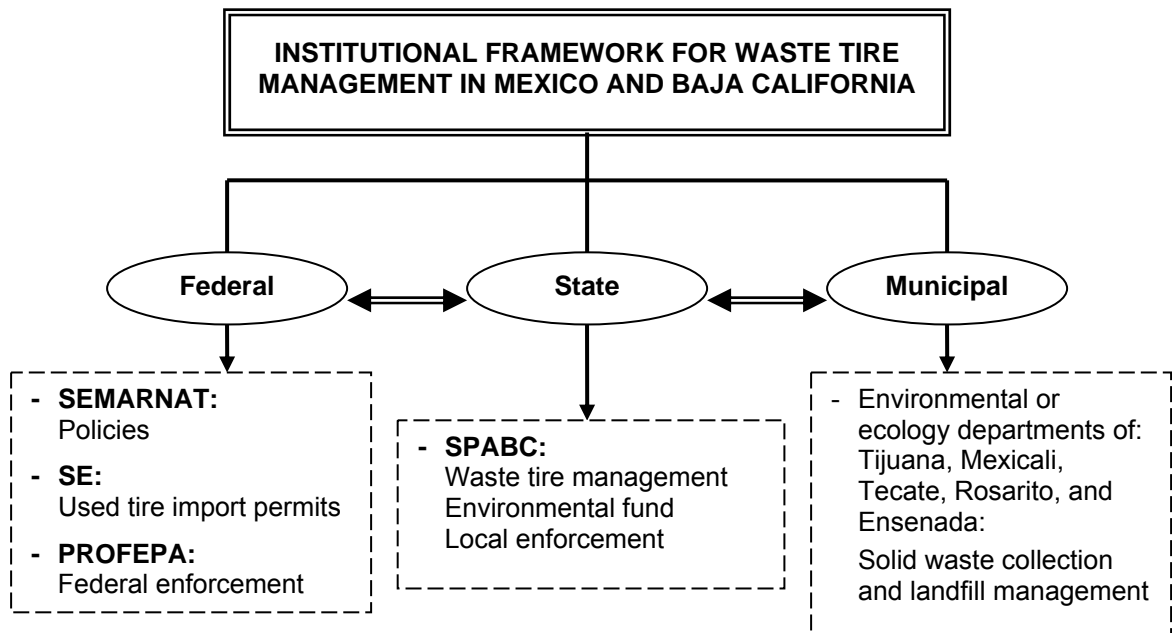 INSTITUTIONAL FRAMEWORK FOR WASTE TIRE
MANAGEMENT IN MEXICO AND BAJA CALIFORNIA
Federal
State
Municipal
- SEMARNAT:
Policies
- SE:
Used tire import permits
- PROFEPA:
Federal enforcement
- SPABC:
Waste tire management
Environmental fund
Local enforcement
- Environmental or
ecology departments of:
Tijuana, Mexicali,
Tecate, Rosarito, and
Ensenada:
Solid waste collection
and landfill management